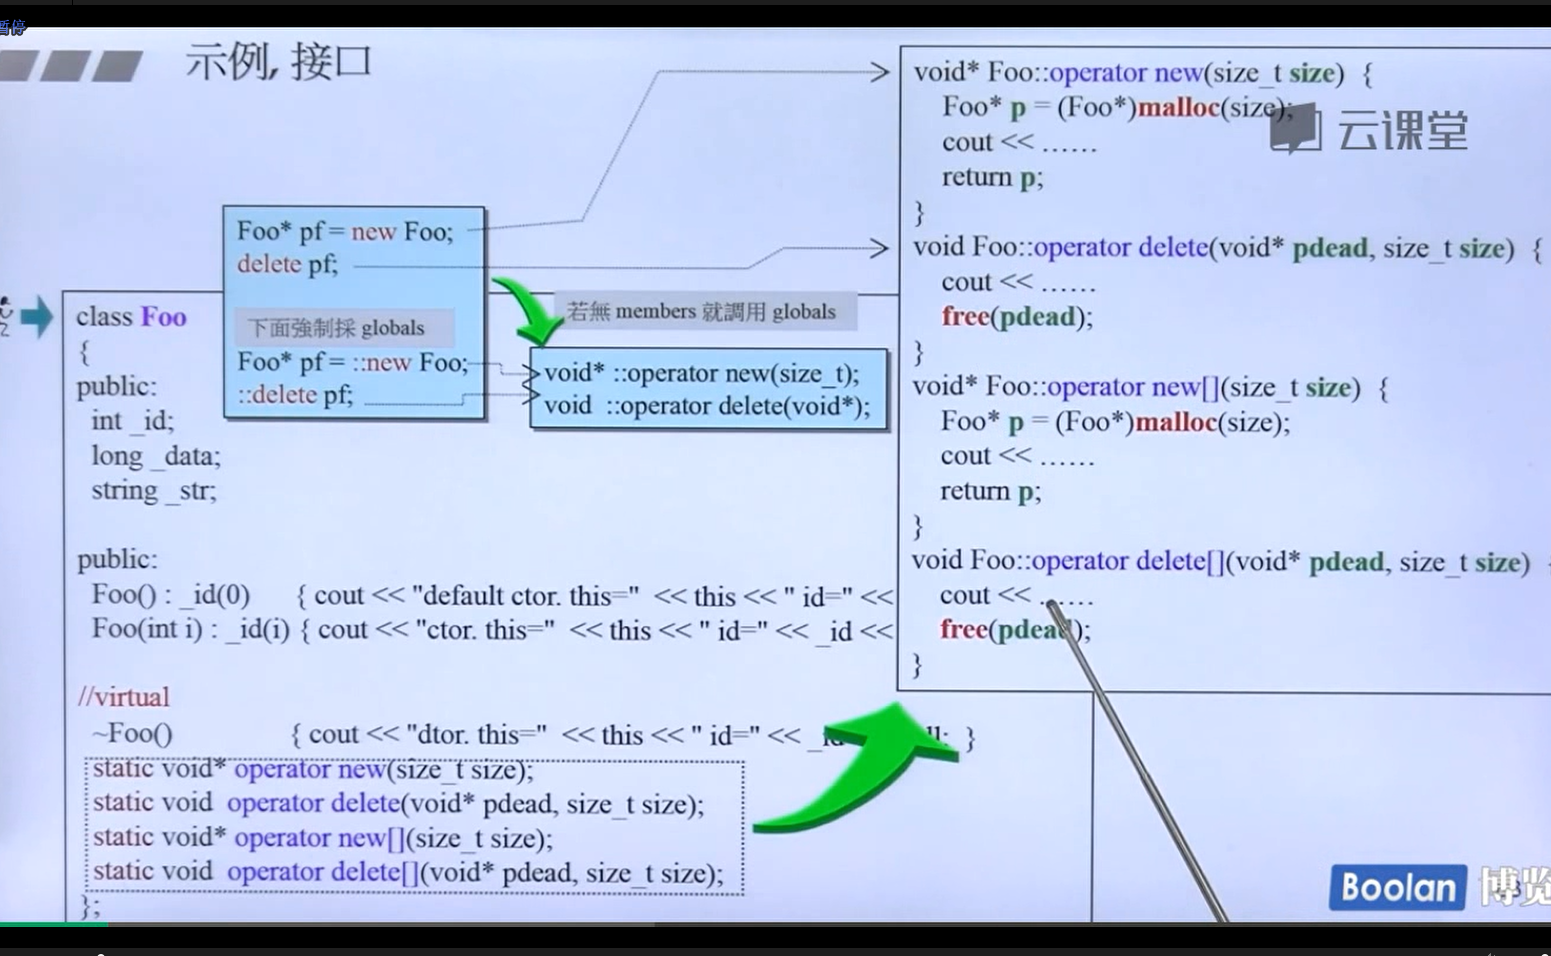 暂停
示例, 接口
云课堂
Foo* pf = new Foo;
delete pf;
下面強制採 globals
Foo* pf = ::new Foo;
::delete pf;
若無 members 就調用 globals
void* ::operator new(size_t);
void ::operator delete(void*);
class Foo
{
public:
int _id;
long _data;
string _str;
public:
Foo() : _id(0) { cout << "default ctor. this=" << this << " id=" <<
Foo(int i) : _id(i) { cout << "ctor. this=" << this << " id=" << _id <<
//virtual
~Foo() { cout << "dtor. this=" << this << " id=" << }
static void* operator new(size_t size);
static void operator delete(void* pdead, size_t size);
static void* operator new[](size_t size);
static void operator delete[](void* pdead, size_t size);
};
void* Foo::operator new(size_t size) {
Foo* p = (Foo*)malloc(size);
cout << ......
return p;
}
void Foo::operator delete(void* pdead, size_t size) {
cout << ......
free(pdead);
}
void* Foo::operator new[](size_t size) {
Foo* p = (Foo*)malloc(size);
cout << ......
return p;
}
void Foo::operator delete[](void* pdead, size_t size)
cout << ......
free(pdead);
}
Boolan 博览